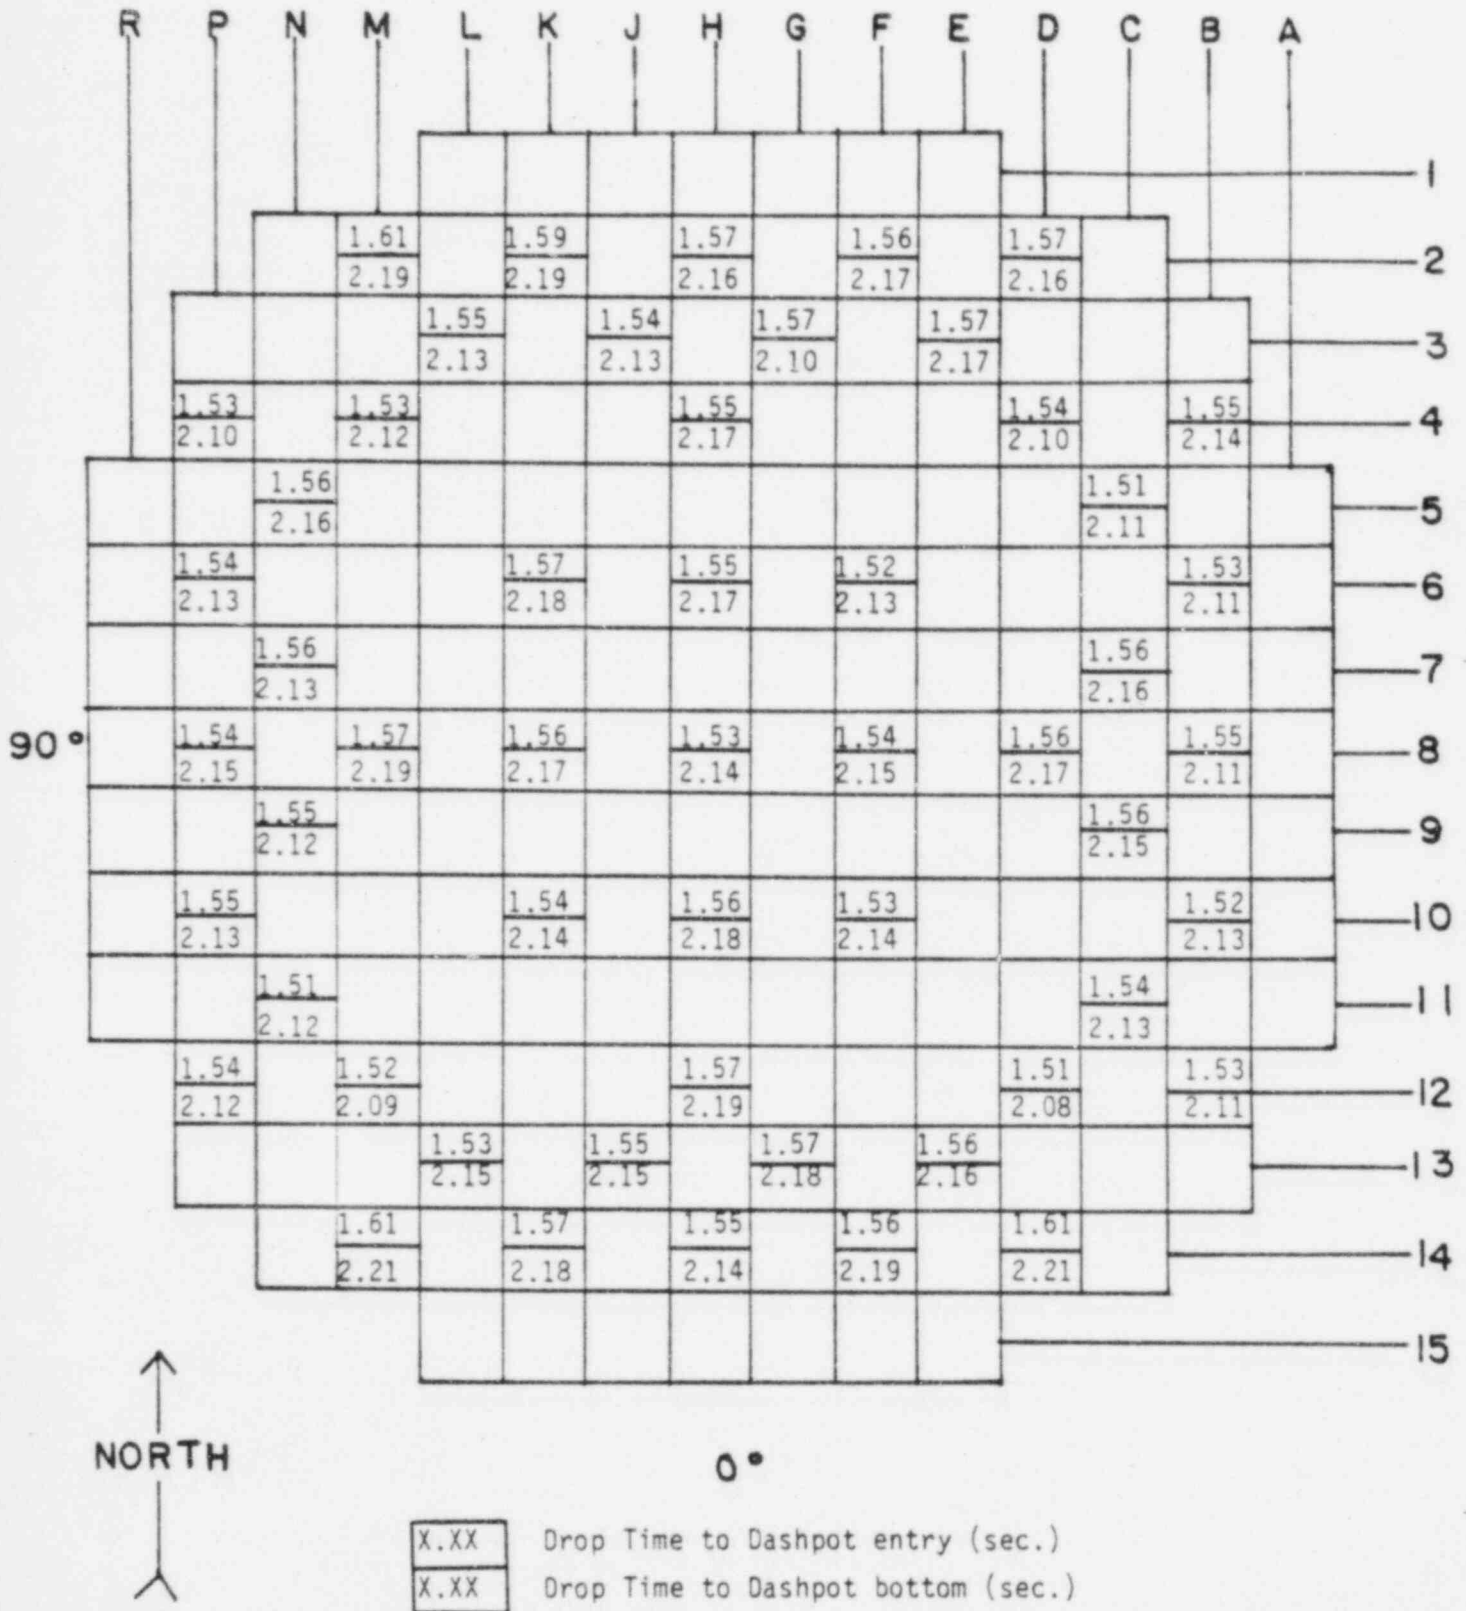 R P N M L K J H G F E D C B A
1
1.61 1.59 1.57 1.56 1.57
2.19 2.19 2.16 2.17 2.16
2
1.55 1.54 1.57 1.57
2.13 2.13 2.10 2.17
3
1.53 1.53 1.55 1.54 1.55
2.10 2.12 2.17 2.10 2.14
4
1.56 1.51
2.16 2.11
5
1.54 1.57 1.55 1.52 1.53
2.13 2.18 2.17 2.13 2.11
6
1.56 1.56
2.13 2.16
7
90°
1.54 1.57 1.56 1.53 1.54 1.56 1.55
2.15 2.19 2.17 2.14 2.15 2.17 2.11
8
1.55 1.56
2.12 2.15
9
1.55 1.54 1.56 1.53 1.52
2.13 2.14 2.18 2.14 2.13
10
1.51 1.54
2.12 2.13
11
1.54 1.52 1.57 1.51 1.53
2.12 2.09 2.19 2.08 2.11
12
1.53 1.55 1.57 1.56
2.15 2.15 2.18 2.16
13
1.61 1.57 1.55 1.56 1.61
2.21 2.18 2.14 2.19 2.21
14
15
NORTH
0°
X.XX Drop Time to Dashpot entry (sec.)
X.XX Drop Time to Dashpot bottom (sec.)